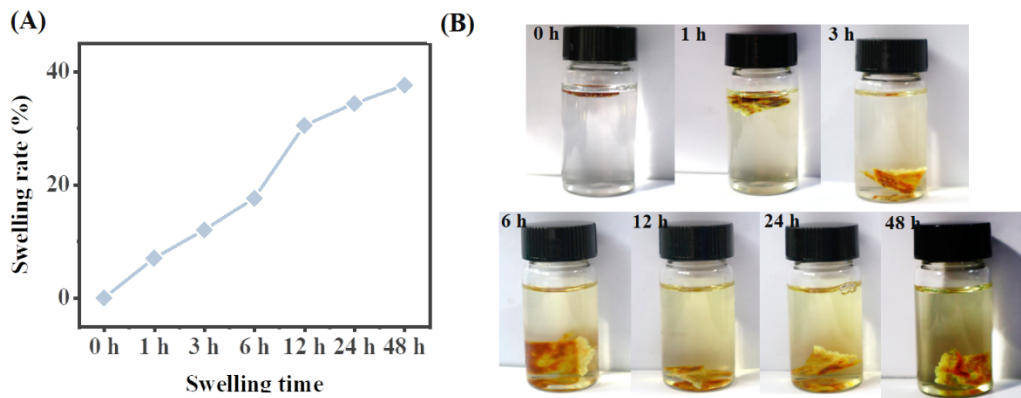 (A)
Swelling rate (%)
40
20
0
0 h 1 h 3 h 6 h 12 h 24 h 48 h
Swelling time
(B)
0 h
1 h
3 h
6 h
12 h
24 h
48 h